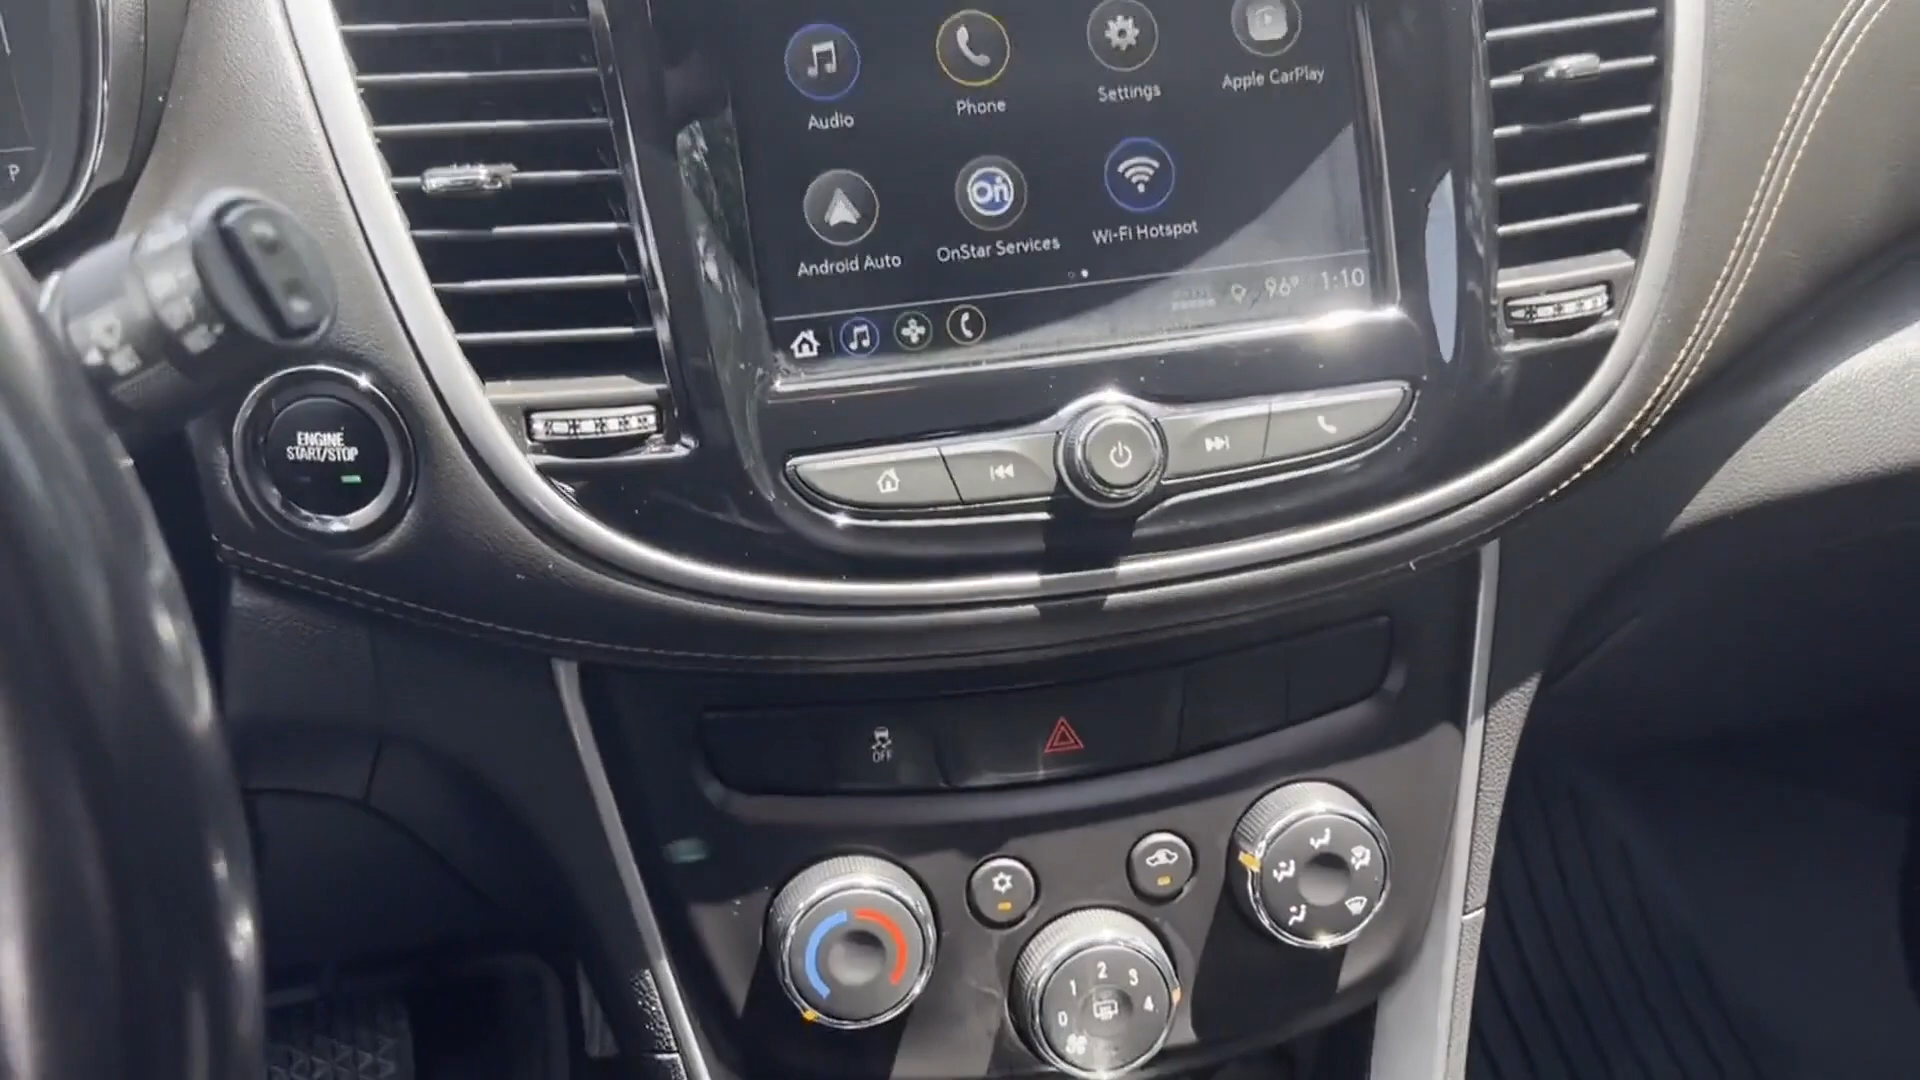 Audio
Phone
Settings
Apple CarPlay
Android Auto
On
OnStar Services
Wi-Fi Hotspot
96° 1:10
P
ENGINE
START/STOP
OFF
0 1 2 3 4